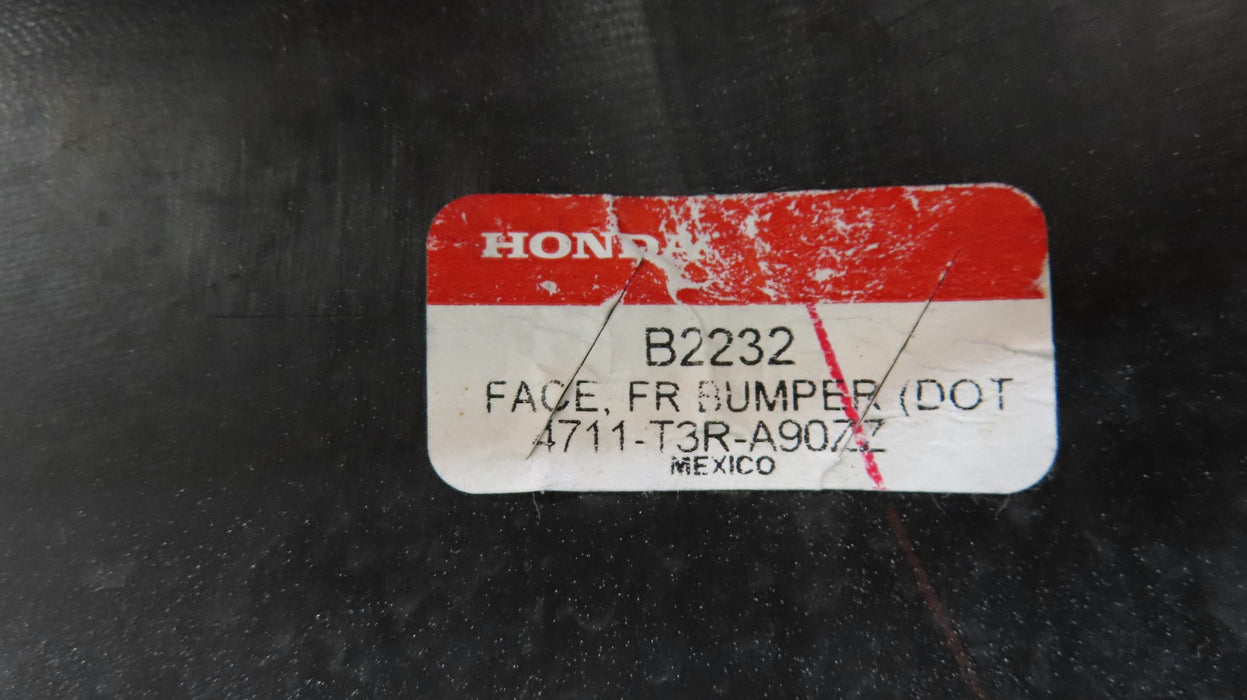 HONDA
B2232
FACE, FR BUMPER (DOT
4711-T3R-A90ZZ
MEXICO